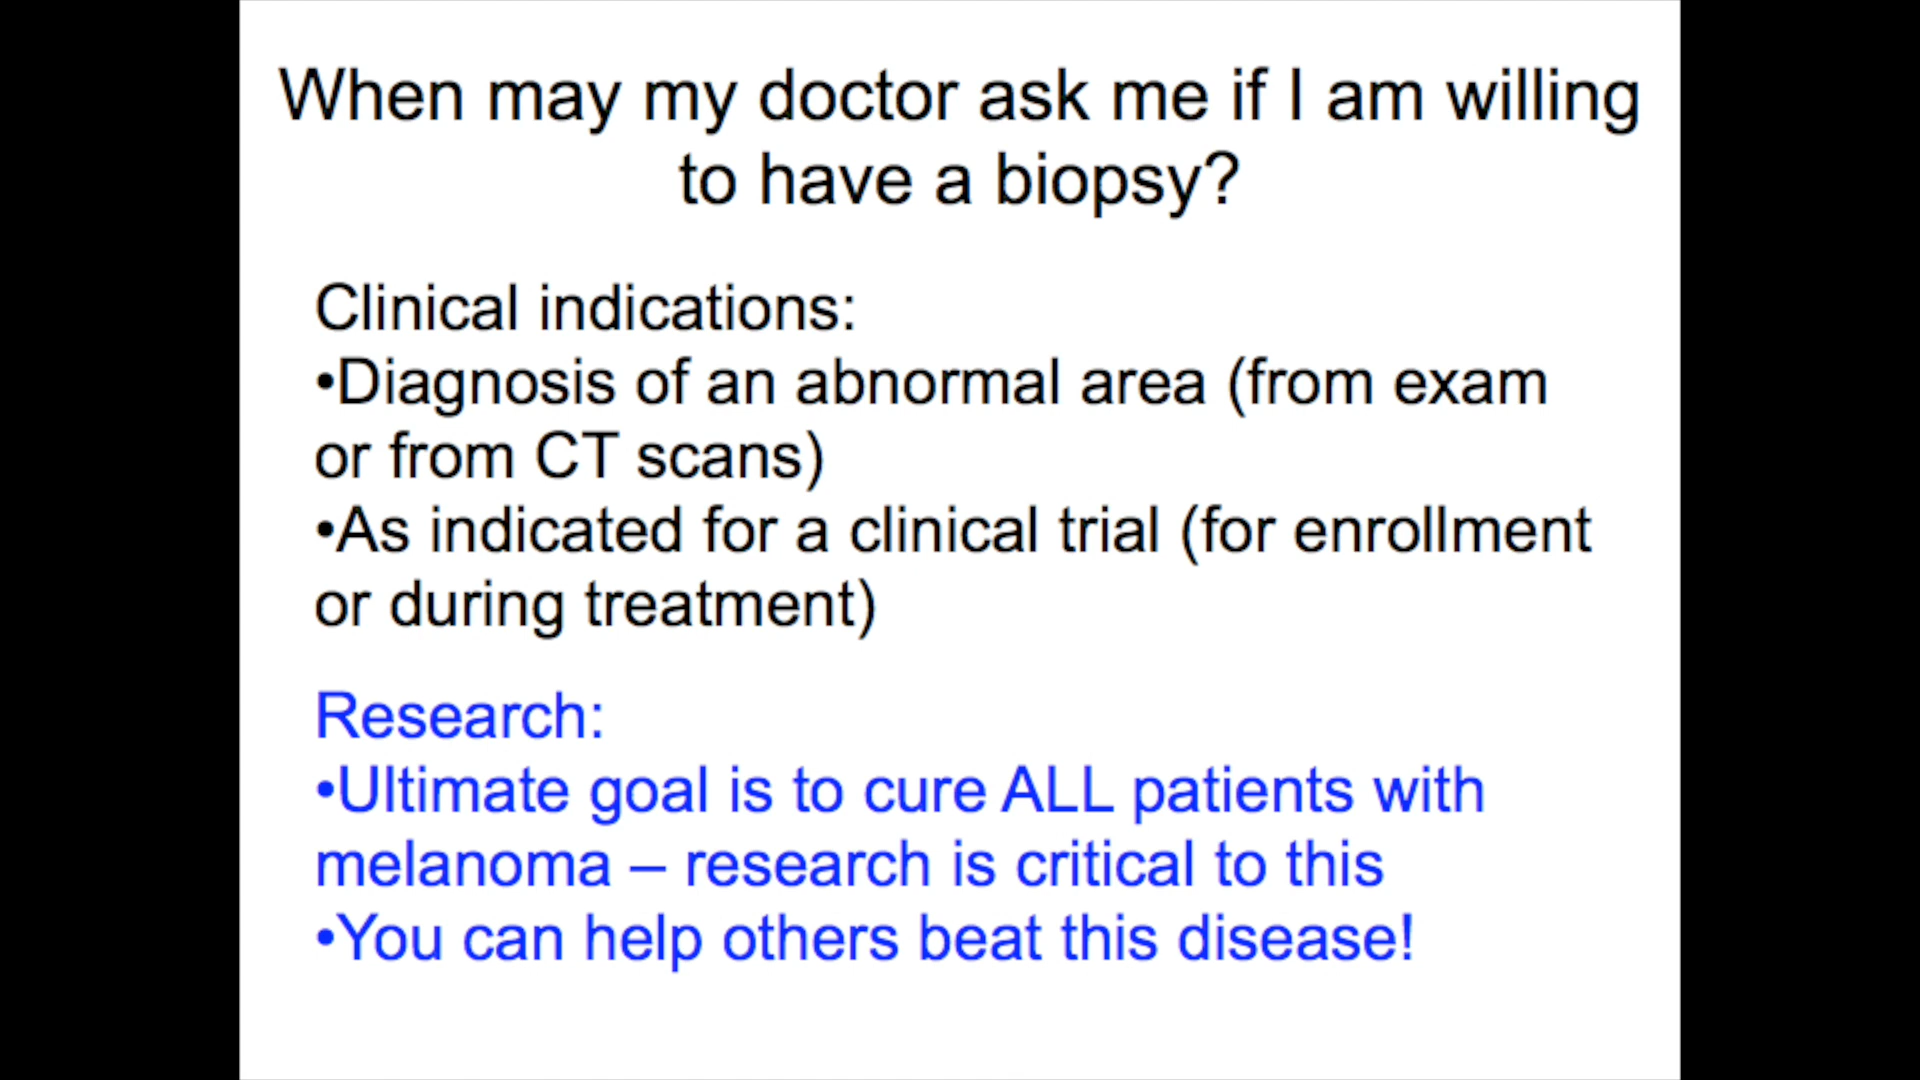 When may my doctor ask me if I am willing
to have a biopsy?
Clinical indications:
•Diagnosis of an abnormal area (from exam
or from CT scans)
•As indicated for a clinical trial (for enrollment
or during treatment)
Research:
•Ultimate goal is to cure ALL patients with
melanoma – research is critical to this
•You can help others beat this disease!